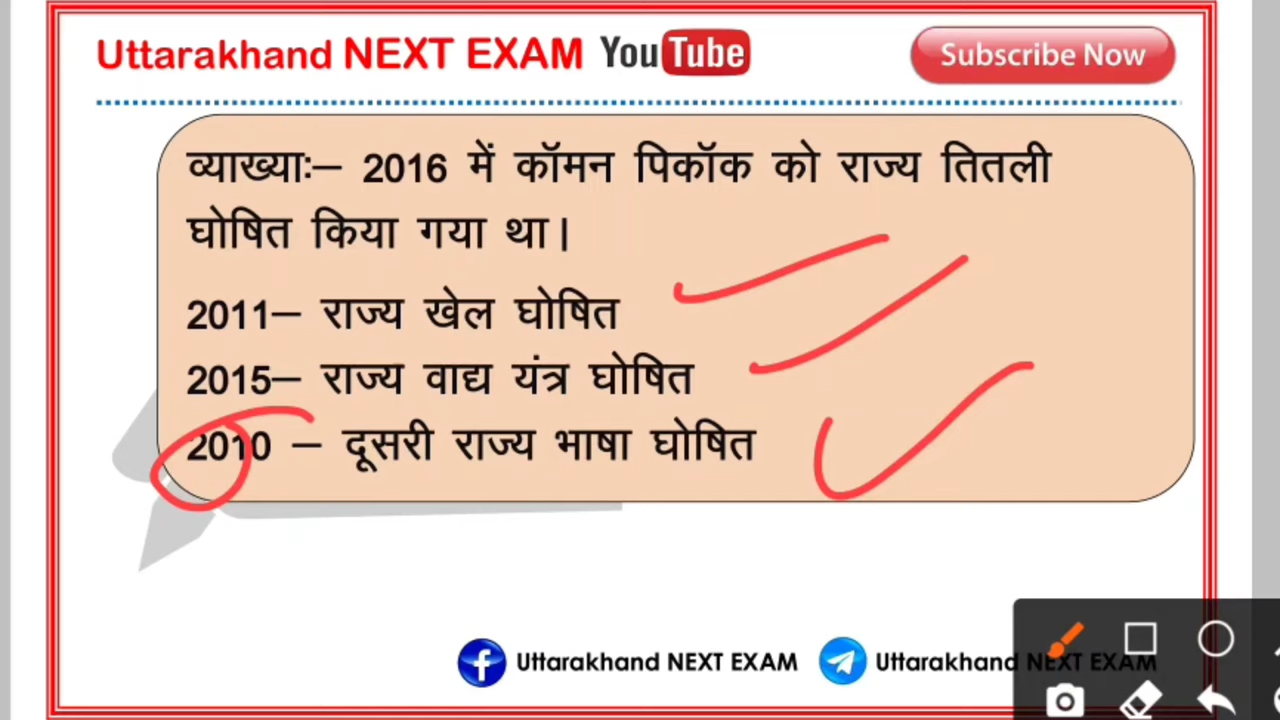 Uttarakhand NEXT EXAM YouTube Subscribe Now
व्याख्याः– 2016 में कॉमन पिकॉक को राज्य तितली
घोषित किया गया था।
2011– राज्य खेल घोषित
2015– राज्य वाद्य यंत्र घोषित
2010 – दूसरी राज्य भाषा घोषित
Uttarakhand NEXT EXAM Uttarakhand NEXT EXAM